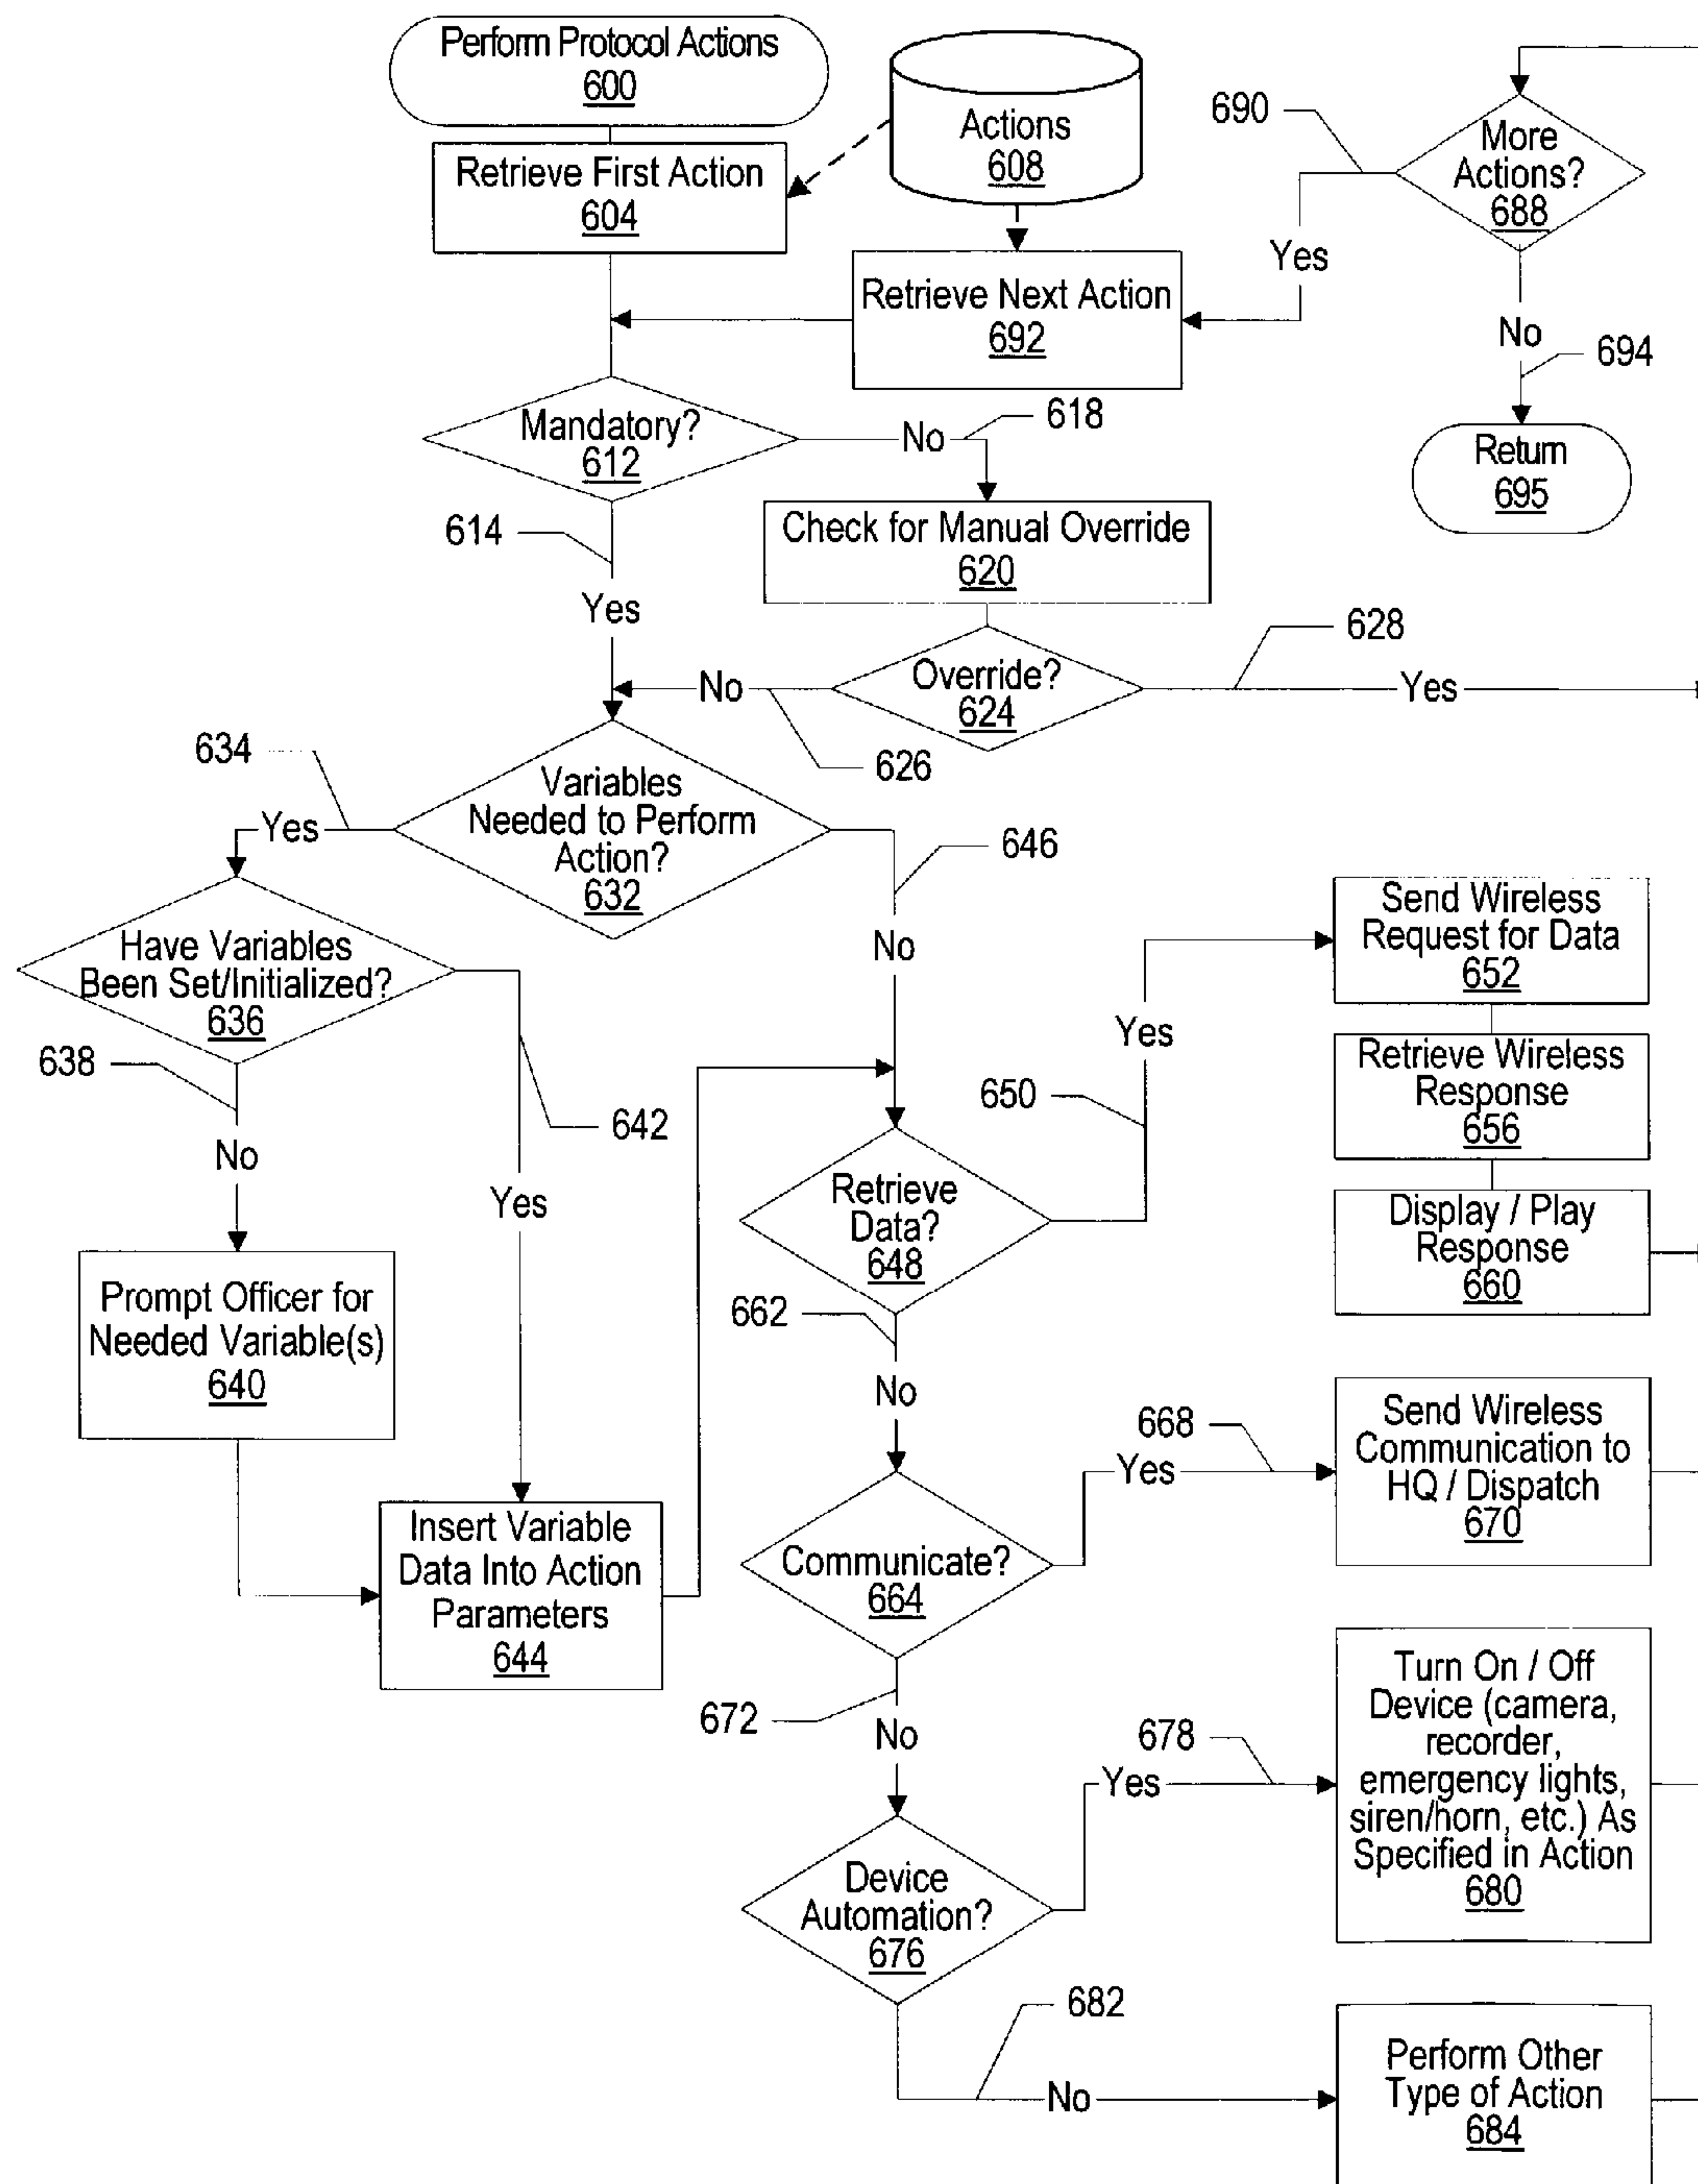 Perform Protocol Actions
600
Actions
608
Retrieve First Action
604
690
More
Actions?
688
Yes
Retrieve Next Action
692
No
694
Return
695
Mandatory?
612
No
618
614
Yes
Check for Manual Override
620
Override?
624
No
626
628
Yes
634
Yes
Variables
Needed to Perform
Action?
632
646
No
Have Variables
Been Set/Initialized?
636
638
No
642
Yes
Prompt Officer for
Needed Variable(s)
640
Insert Variable
Data Into Action
Parameters
644
Retrieve
Data?
648
650
Yes
Send Wireless
Request for Data
652
Retrieve Wireless
Response
656
Display / Play
Response
660
662
No
Communicate?
664
668
Yes
Send Wireless
Communication to
HQ / Dispatch
670
672
No
Device
Automation?
676
678
Yes
Turn On / Off
Device (camera,
recorder,
emergency lights,
siren/horn, etc.) As
Specified in Action
680
682
No
Perform Other
Type of Action
684